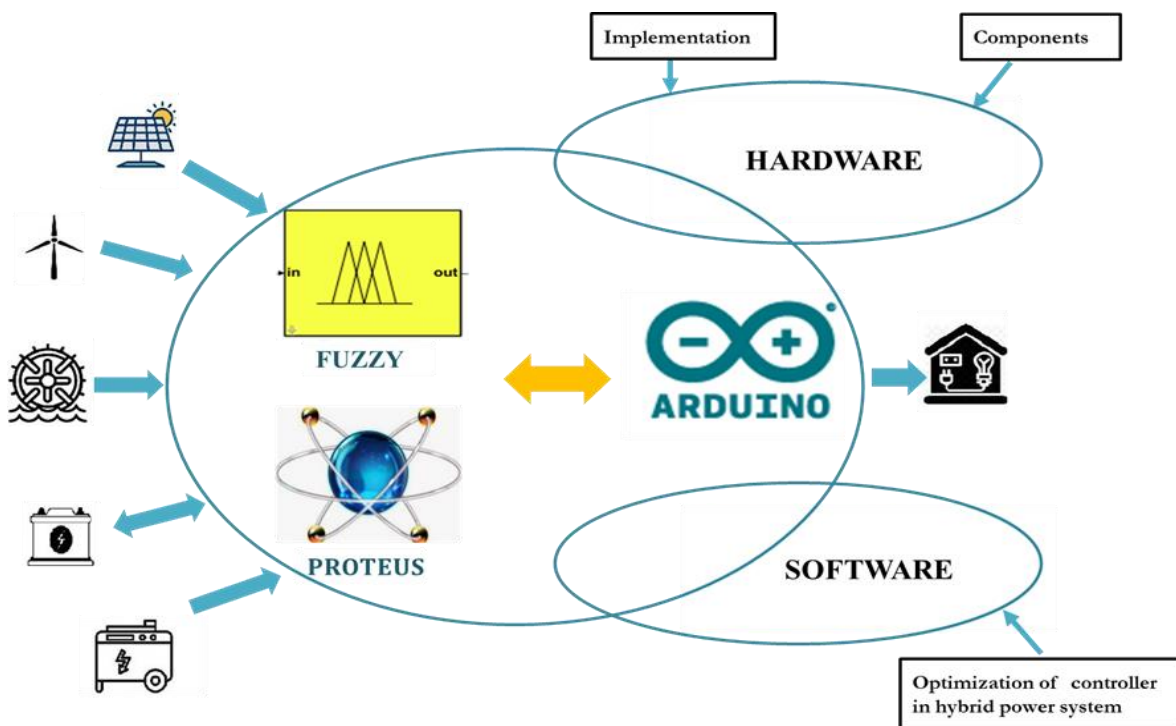 Implementation
Components
HARDWARE
in
out
FUZZY
ARDUINO
PROTEUS
SOFTWARE
Optimization of controller
in hybrid power system